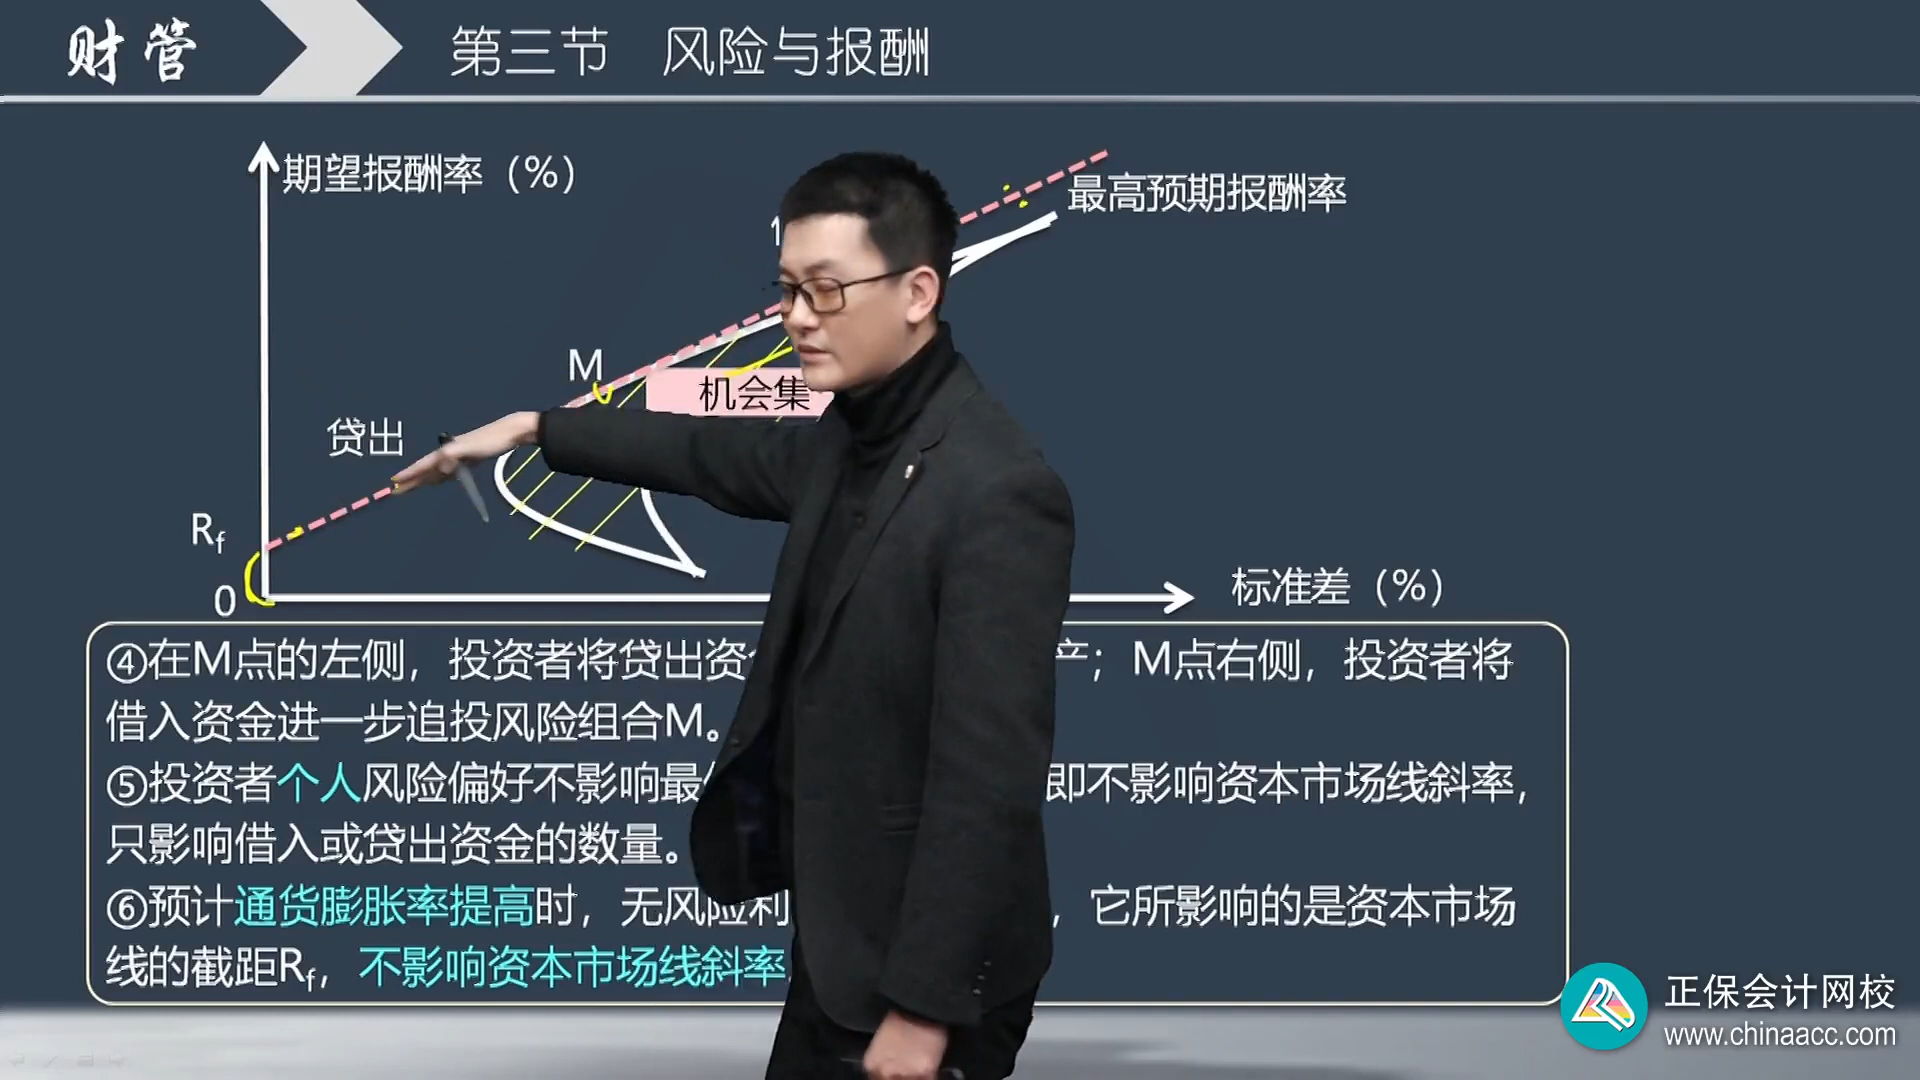 财管
第三节 风险与报酬
期望报酬率（%）
最高预期报酬率
1
M
机会集
贷出
Rf
0
标准差（%）
④在M点的左侧，投资者将贷出资 产；M点右侧，投资者将
借入资金进一步追投风险组合M。
⑤投资者个人风险偏好不影响最 即不影响资本市场线斜率，
只影响借入或贷出资金的数量。
⑥预计通货膨胀率提高时，无风险利 ，它所影响的是资本市场
线的截距Rf，不影响资本市场线斜率
正保会计网校
www.chinaacc.com